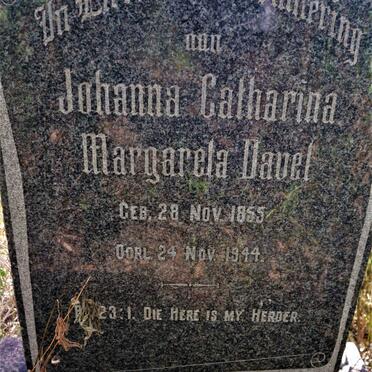 In
van
Johanna Catharina
Margareta Davel
Geb. 28 Nov. 1855
Oorl. 24 Nov. 1944.
23:1. Die Here is my Herder.